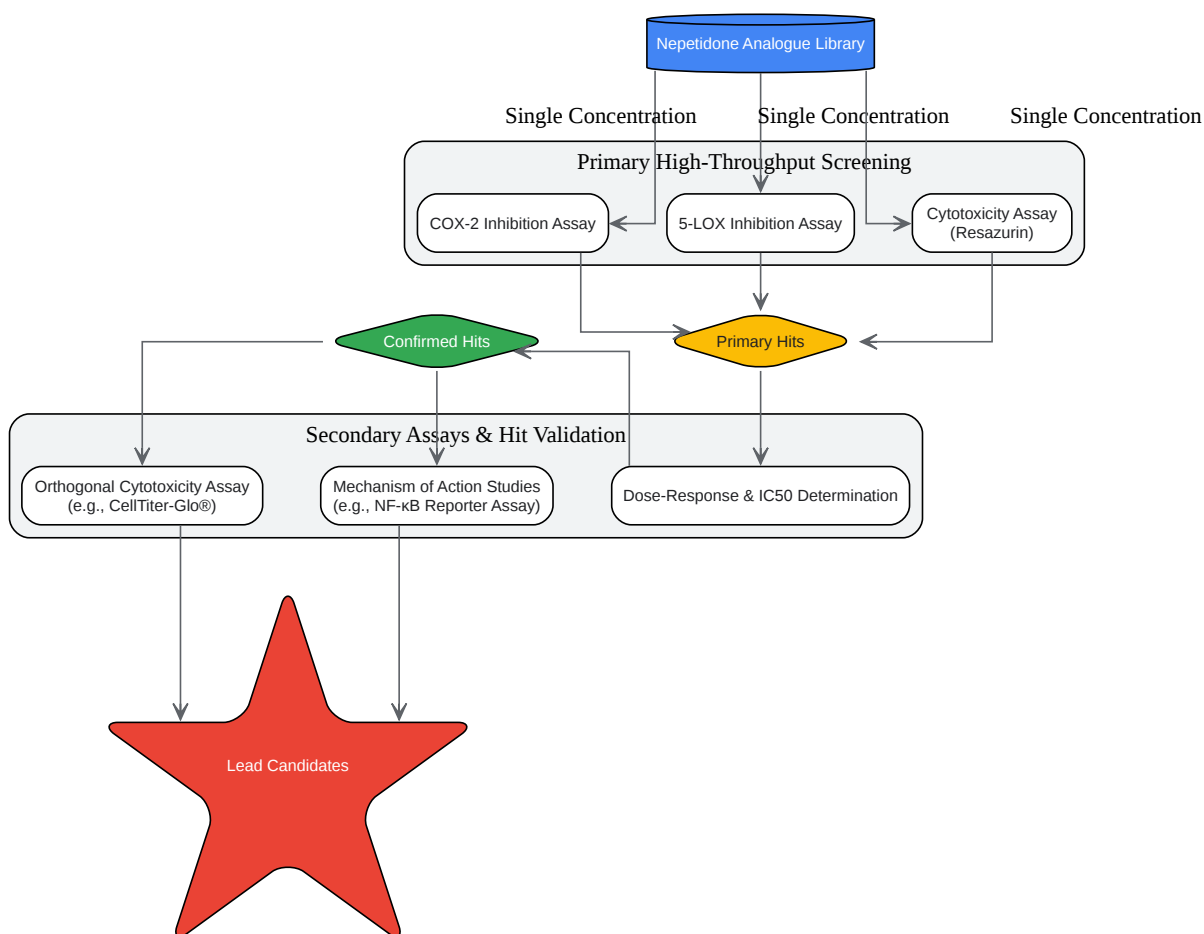 Nepetidone Analogue Library
Single Concentration
Single Concentration
Single Concentration
Primary High-Throughput Screening
COX-2 Inhibition Assay
5-LOX Inhibition Assay
Cytotoxicity Assay
(Resazurin)
Confirmed Hits
Primary Hits
Secondary Assays & Hit Validation
Orthogonal Cytotoxicity Assay
(e.g., CellTiter-Glo®)
Mechanism of Action Studies
(e.g., NF-κB Reporter Assay)
Dose-Response & IC50 Determination
Lead Candidates